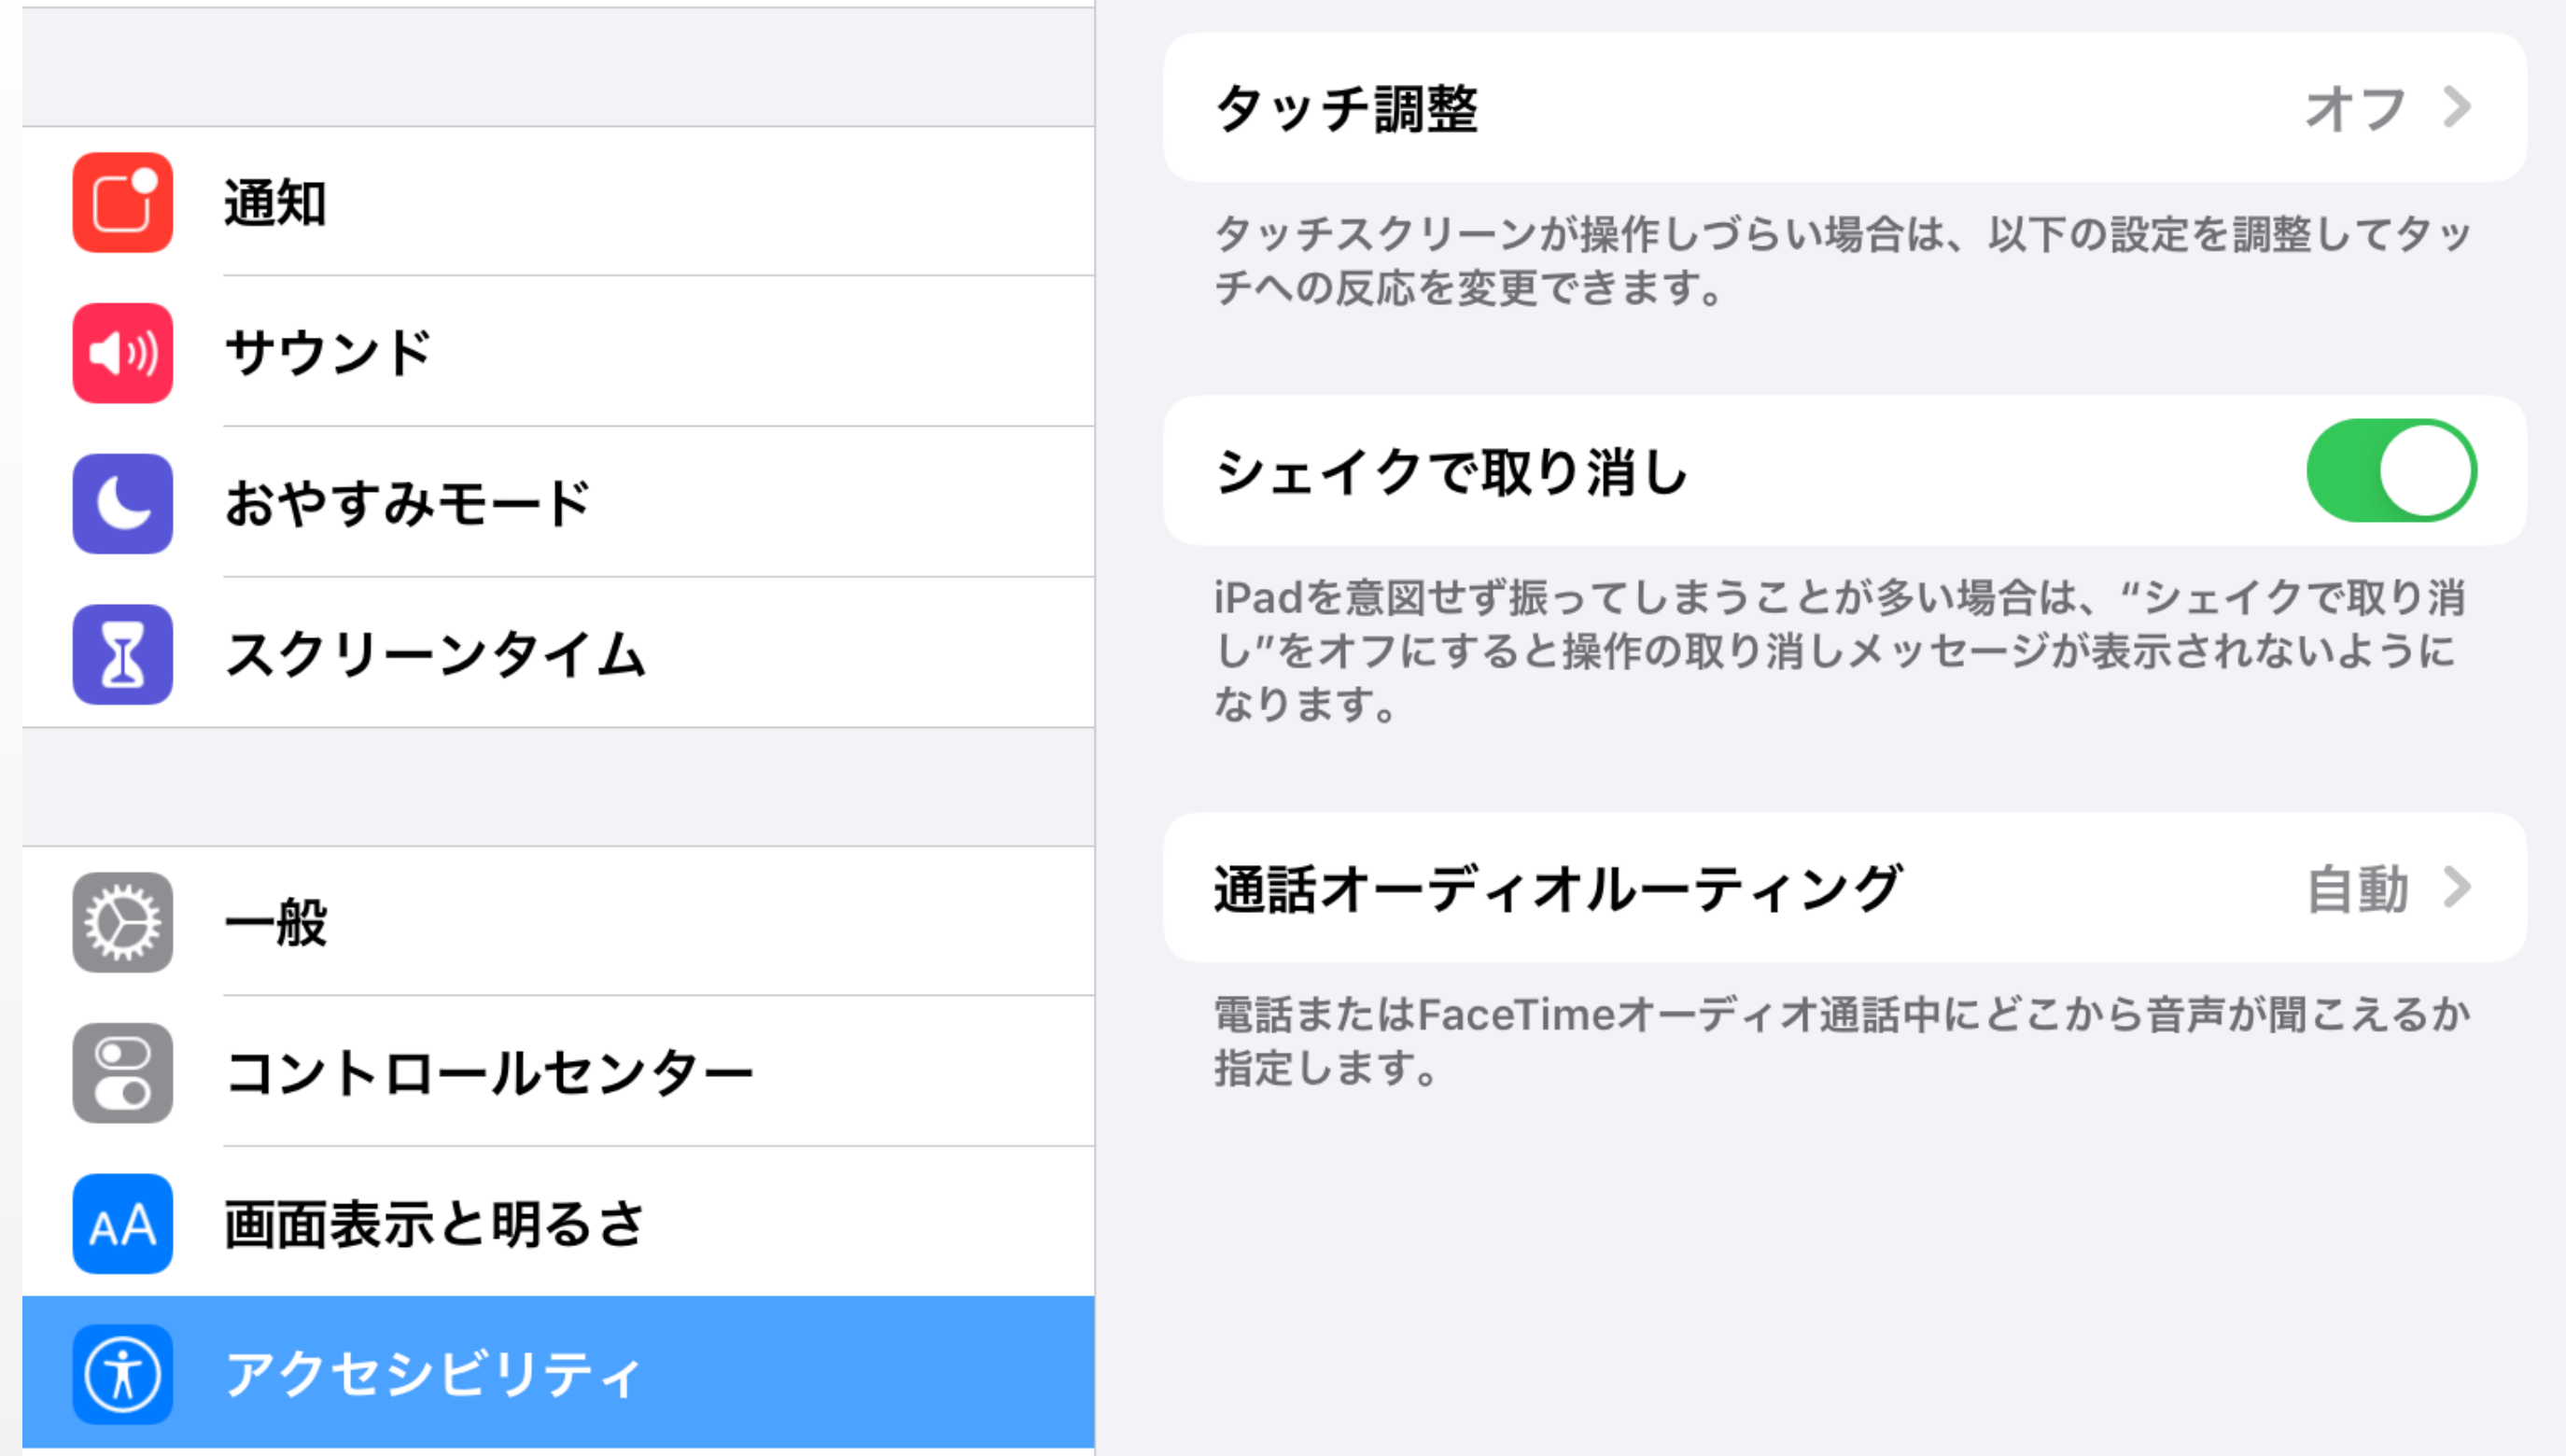 通知
サウンド
おやすみモード
スクリーンタイム
一般
コントロールセンター
AA
画面表示と明るさ
アクセシビリティ
タッチ調整
オフ
タッチスクリーンが操作しづらい場合は、以下の設定を調整してタッ
チへの反応を変更できます。
シェイクで取り消し
iPadを意図せず振ってしまうことが多い場合は、“シェイクで取り消
し”をオフにすると操作の取り消しメッセージが表示されないように
なります。
通話オーディオルーティング
自動
電話またはFaceTimeオーディオ通話中にどこから音声が聞こえるか
指定します。